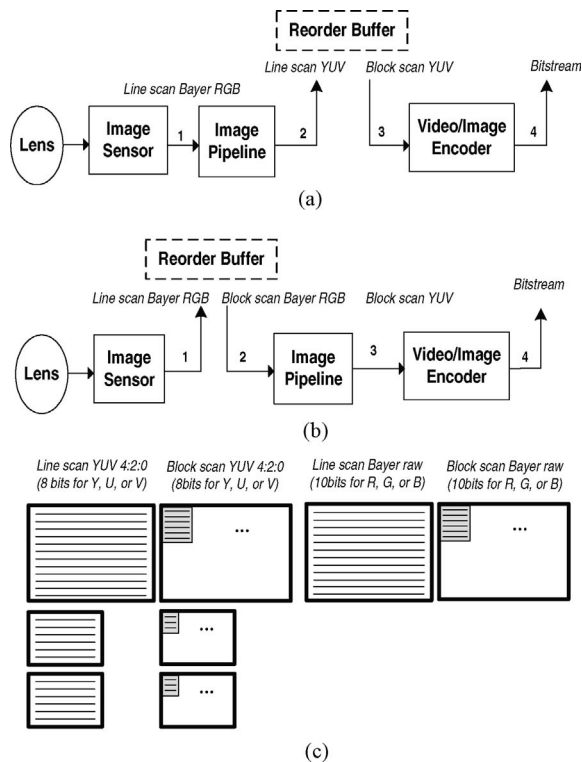 Reorder Buffer
Line scan YUV
Block scan YUV
Bitstream
Line scan Bayer RGB
Lens
Image
Sensor
1
Image
Pipeline
2
3
Video/Image
Encoder
4
(a)
Reorder Buffer
Line scan Bayer RGB
Block scan Bayer RGB
Block scan YUV
Bitstream
Lens
Image
Sensor
1
2
Image
Pipeline
3
Video/Image
Encoder
4
(b)
Line scan YUV 4:2:0
(8 bits for Y, U, or V)
Block scan YUV 4:2:0
(8bits for Y, U, or V)
Line scan Bayer raw
(10bits for R, G, or B)
Block scan Bayer raw
(10bits for R, G, or B)
...
...
...
...
(c)